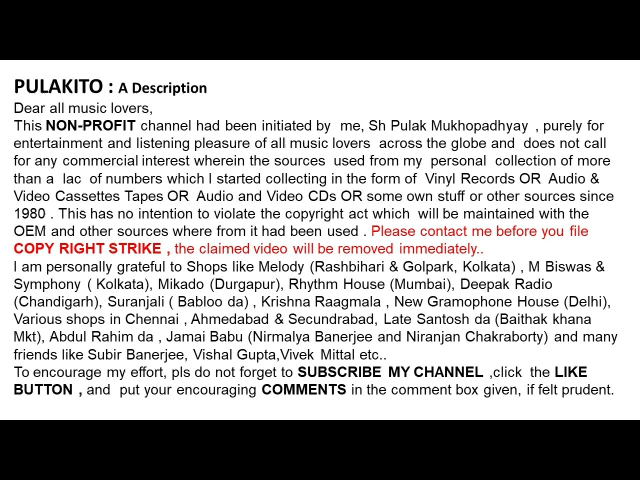 PULAKITO : A Description
Dear all music lovers,
This NON-PROFIT channel had been initiated by me, Sh Pulak Mukhopadhyay , purely for
entertainment and listening pleasure of all music lovers across the globe and does not call
for any commercial interest wherein the sources used from my personal collection of more
than a lac of numbers which I started collecting in the form of Vinyl Records OR Audio &
Video Cassettes Tapes OR Audio and Video CDs OR some own stuff or other sources since
1980 . This has no intention to violate the copyright act which will be maintained with the
OEM and other sources where from it had been used . Please contact me before you file
COPY RIGHT STRIKE , the claimed video will be removed immediately..
I am personally grateful to Shops like Melody (Rashbihari & Golpark, Kolkata) , M Biswas &
Symphony ( Kolkata), Mikado (Durgapur), Rhythm House (Mumbai), Deepak Radio
(Chandigarh), Suranjali ( Babloo da) , Krishna Raagmala , New Gramophone House (Delhi),
Various shops in Chennai , Ahmedabad & Secundrabad, Late Santosh da (Baithak khana
Mkt), Abdul Rahim da , Jamai Babu (Nirmalya Banerjee and Niranjan Chakraborty) and many
friends like Subir Banerjee, Vishal Gupta,Vivek Mittal etc..
To encourage my effort, pls do not forget to SUBSCRIBE MY CHANNEL ,click the LIKE
BUTTON , and put your encouraging COMMENTS in the comment box given, if felt prudent.